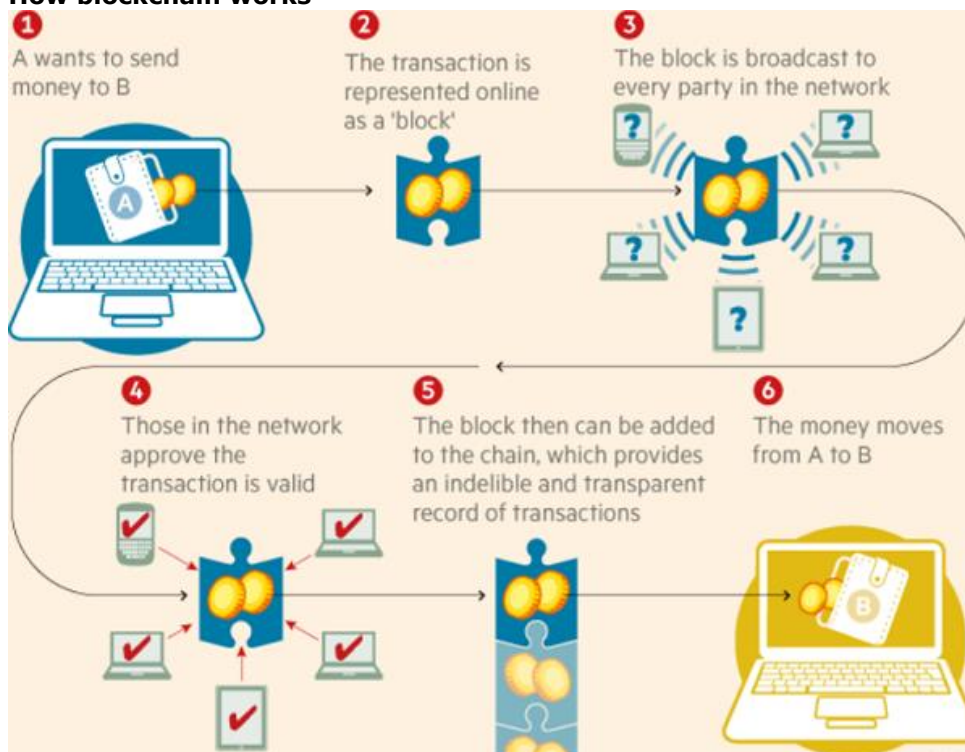 How blockchain works
1
A wants to send
money to B
2
The transaction is
represented online
as a 'block'
3
The block is broadcast to
every party in the network
?
?
A
?
?
?
4
Those in the network
approve the
transaction is valid
5
The block then can be added
to the chain, which provides
an indelible and transparent
record of transactions
6
The money moves
from A to B
B